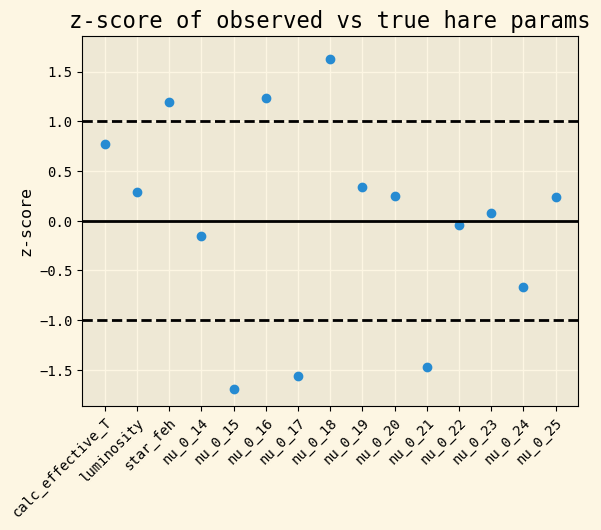 z-score of observed vs true hare params
z-score
1.5
1.0
0.5
0.0
−0.5
−1.0
−1.5
calc_effective_T
luminosity
star_feh
nu_0_14
nu_0_15
nu_0_16
nu_0_17
nu_0_18
nu_0_19
nu_0_20
nu_0_21
nu_0_22
nu_0_23
nu_0_24
nu_0_25